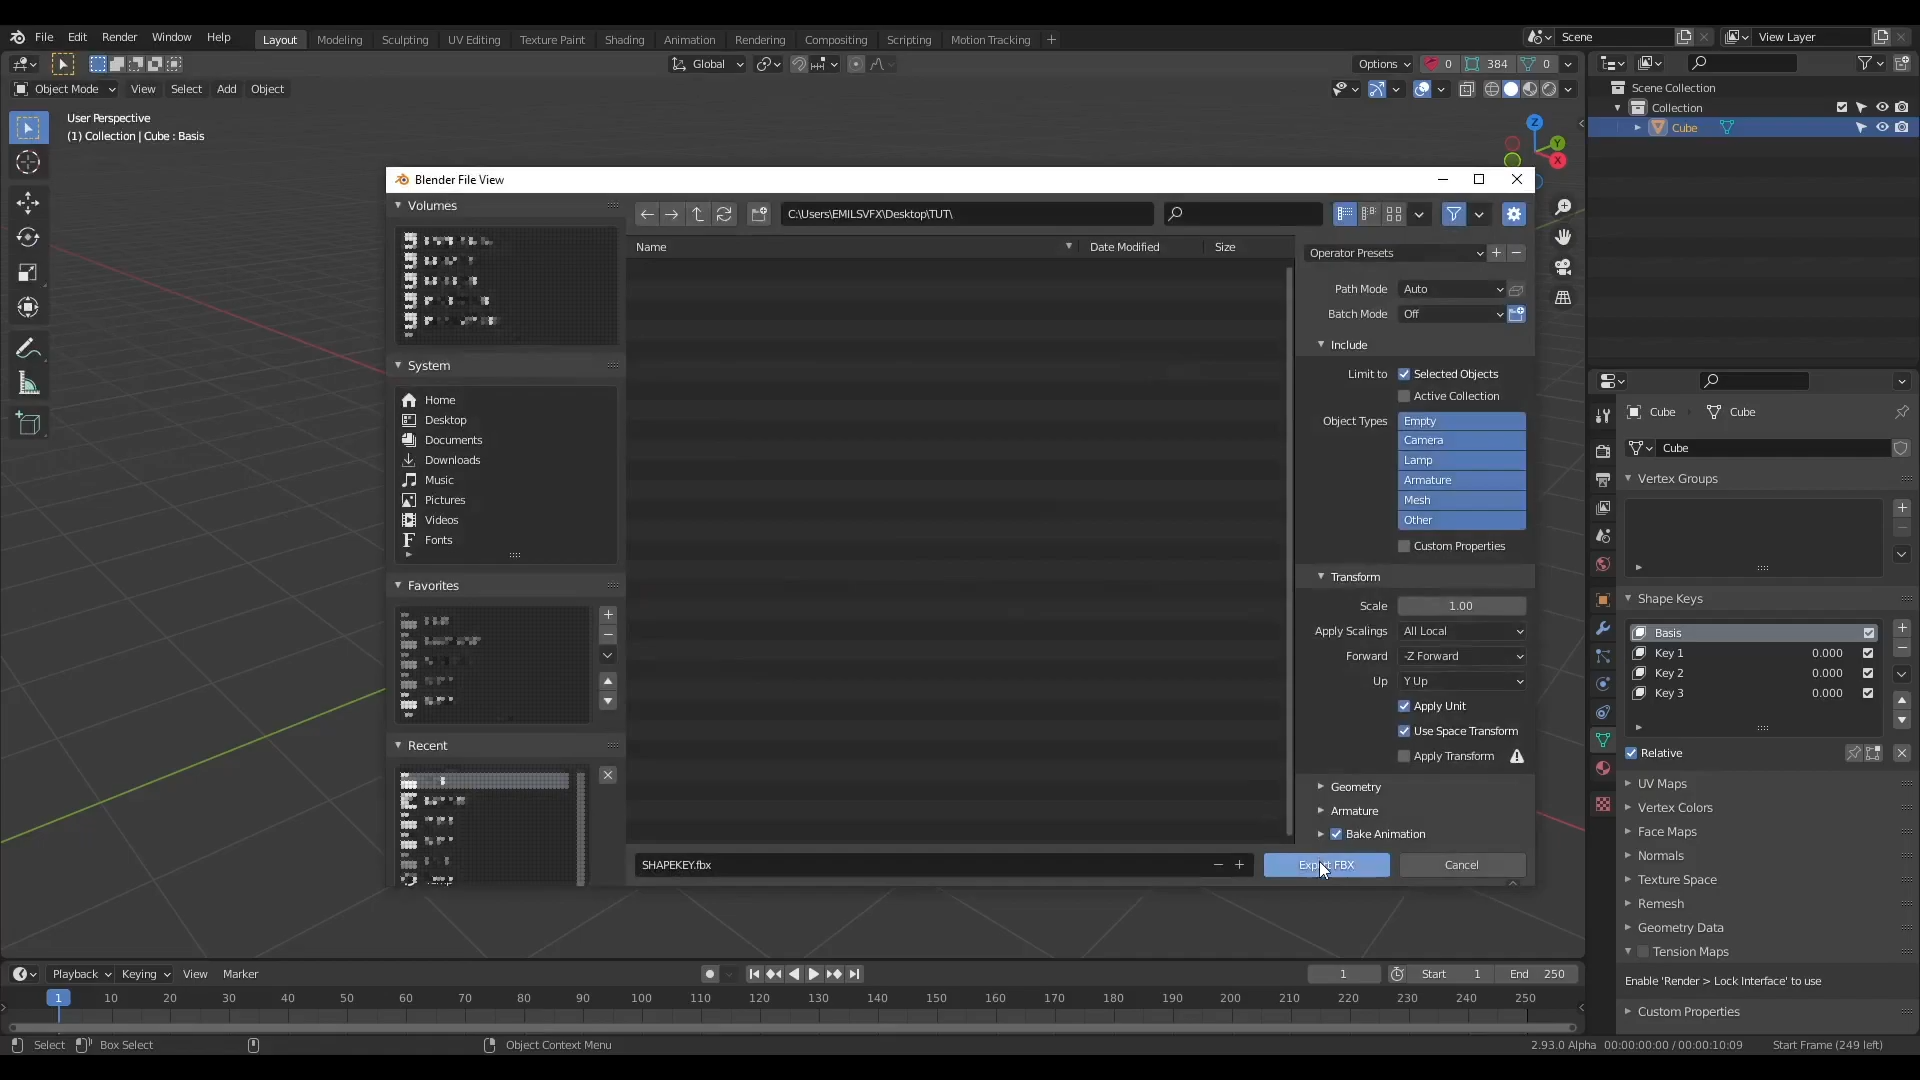 File Edit Render Window Help Layout Modeling Sculpting UV Editing Texture Paint Shading Animation Rendering Compositing Scripting Motion Tracking + Scene View Layer
Global Options 0 384 0
Object Mode View Select Add Object
User Perspective
(1) Collection | Cube : Basis
Z
Y
X
Scene Collection
Collection
Cube
Blender File View
Volumes
C:\Users\EMILSVFX\Desktop\TUT\
Name Date Modified Size
System
Home
Desktop
Documents
Downloads
Music
Pictures
Videos
Fonts
Favorites
Recent
Operator Presets
Path Mode Auto
Batch Mode Off
Include
Limit to Selected Objects
Active Collection
Object Types Empty
Camera
Lamp
Armature
Mesh
Other
Custom Properties
Transform
Scale 1.00
Apply Scalings All Local
Forward -Z Forward
Up Y Up
Apply Unit
Use Space Transform
Apply Transform
Geometry
Armature
Bake Animation
SHAPEKEY.fbx Export FBX Cancel
Cube Cube
Cube
Vertex Groups
Shape Keys
Basis
Key 1 0.000
Key 2 0.000
Key 3 0.000
Relative
UV Maps
Vertex Colors
Face Maps
Normals
Texture Space
Remesh
Geometry Data
Tension Maps
Enable 'Render > Lock Interface' to use
Custom Properties
Playback Keying View Marker 1 Start 1 End 250
1 10 20 30 40 50 60 70 80 90 100 110 120 130 140 150 160 170 180 190 200 210 220 230 240 250
Select Box Select Object Context Menu 2.93.0 Alpha 00:00:00:00 / 00:00:10:09 Start Frame (249 left)